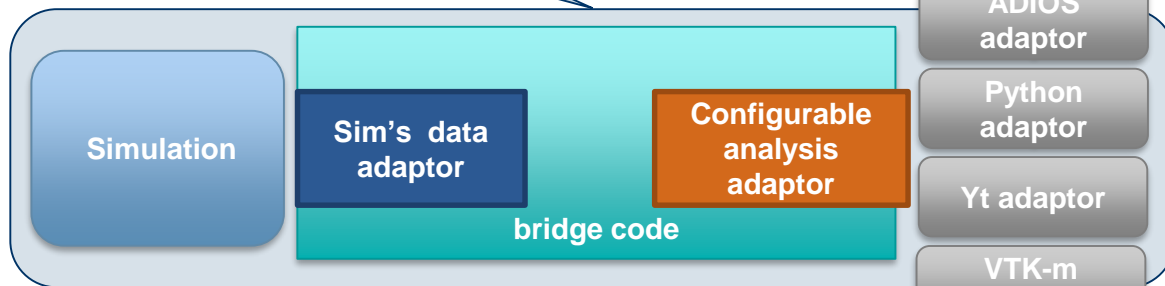 Simulation
Sim's  data
adaptor
bridge code
Configurable
analysis
adaptor
ADIOS
adaptor
Python
adaptor
Yt adaptor
VTK-m